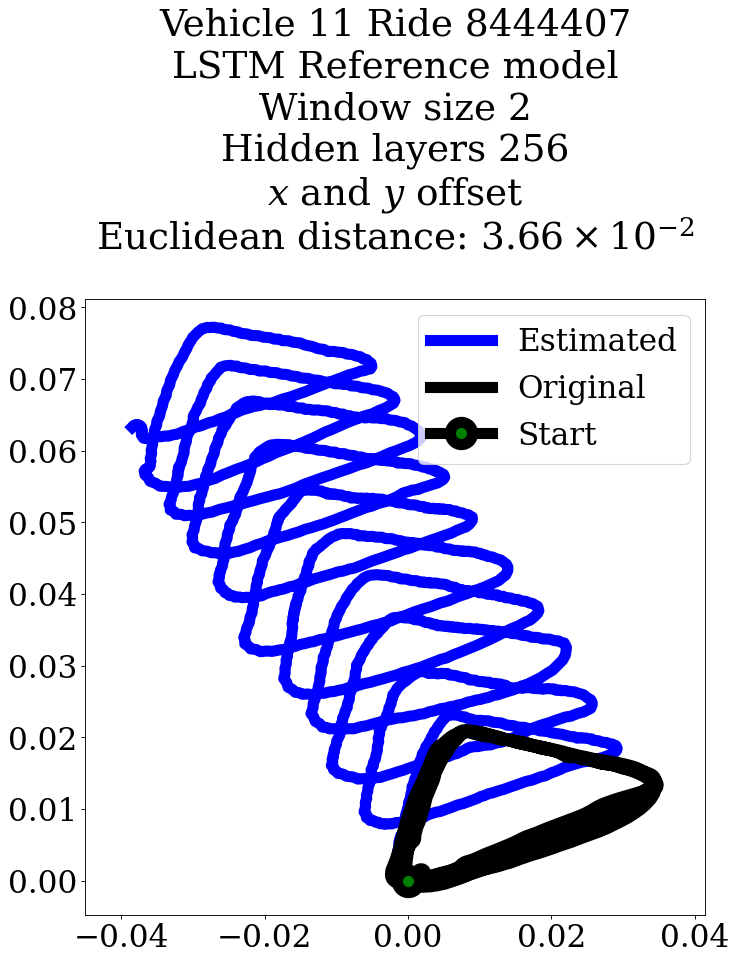 Vehicle 11 Ride 8444407
LSTM Reference model
Window size 2
Hidden layers 256
x and y offset
Euclidean distance: 3.66 × 10⁻²
Estimated
Original
Start
0.08
0.07
0.06
0.05
0.04
0.03
0.02
0.01
0.00
−0.04 −0.02 0.00 0.02 0.04